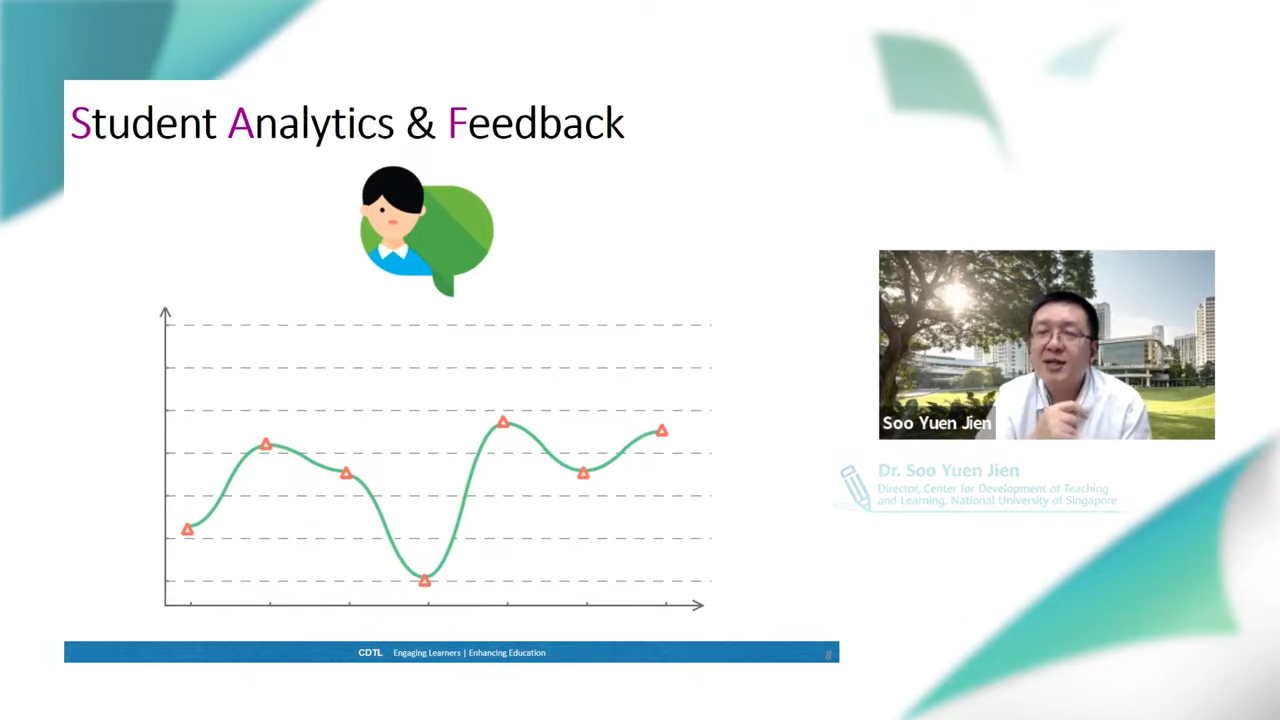 Student Analytics & Feedback
Soo Yuen Jien
Dr. Soo Yuen Jien
Director, Center for Development of Teaching
and Learning, National University of Singapore
CDTL Engaging Learners | Enhancing Education
8